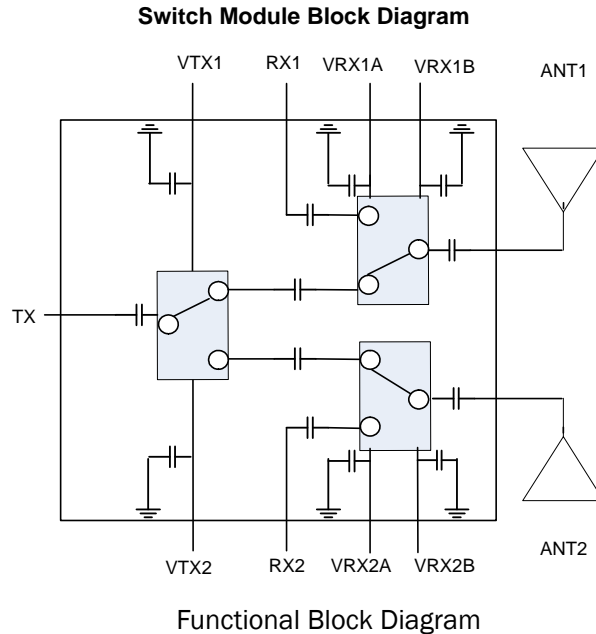 Switch Module Block Diagram
VTX1 RX1 VRX1A VRX1B ANT1
TX
VTX2 RX2 VRX2A VRX2B ANT2
Functional Block Diagram